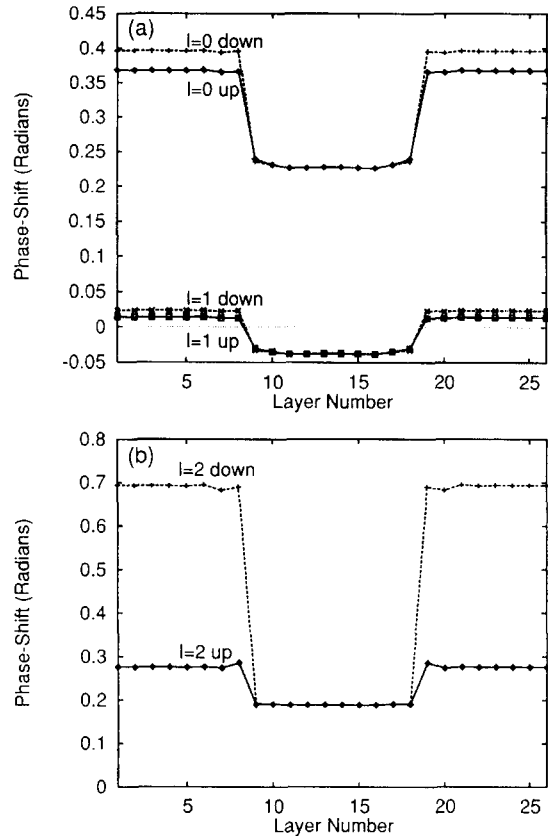 (a)
0.45
0.4
0.35
0.3
0.25
0.2
0.15
0.1
0.05
0
-0.05
l=0 down
l=0 up
l=1 down
l=1 up
Phase-Shift (Radians)
5
10
15
20
25
Layer Number
(b)
0.8
0.7
0.6
0.5
0.4
0.3
0.2
0.1
0
l=2 down
l=2 up
Phase-Shift (Radians)
5
10
15
20
25
Layer Number